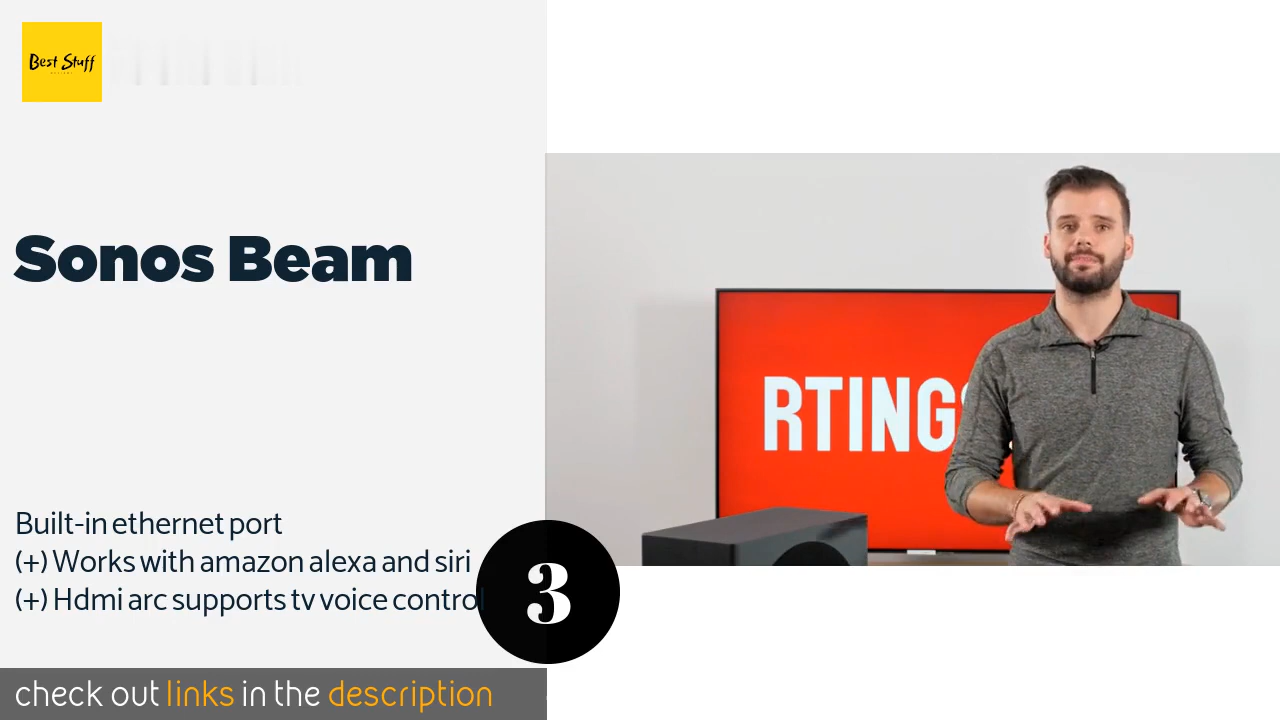 Best Stuff
Sonos Beam
RTINGS
Built-in ethernet port
(+) Works with amazon alexa and siri
(+) Hdmi arc supports tv voice control
3
check out links in the description